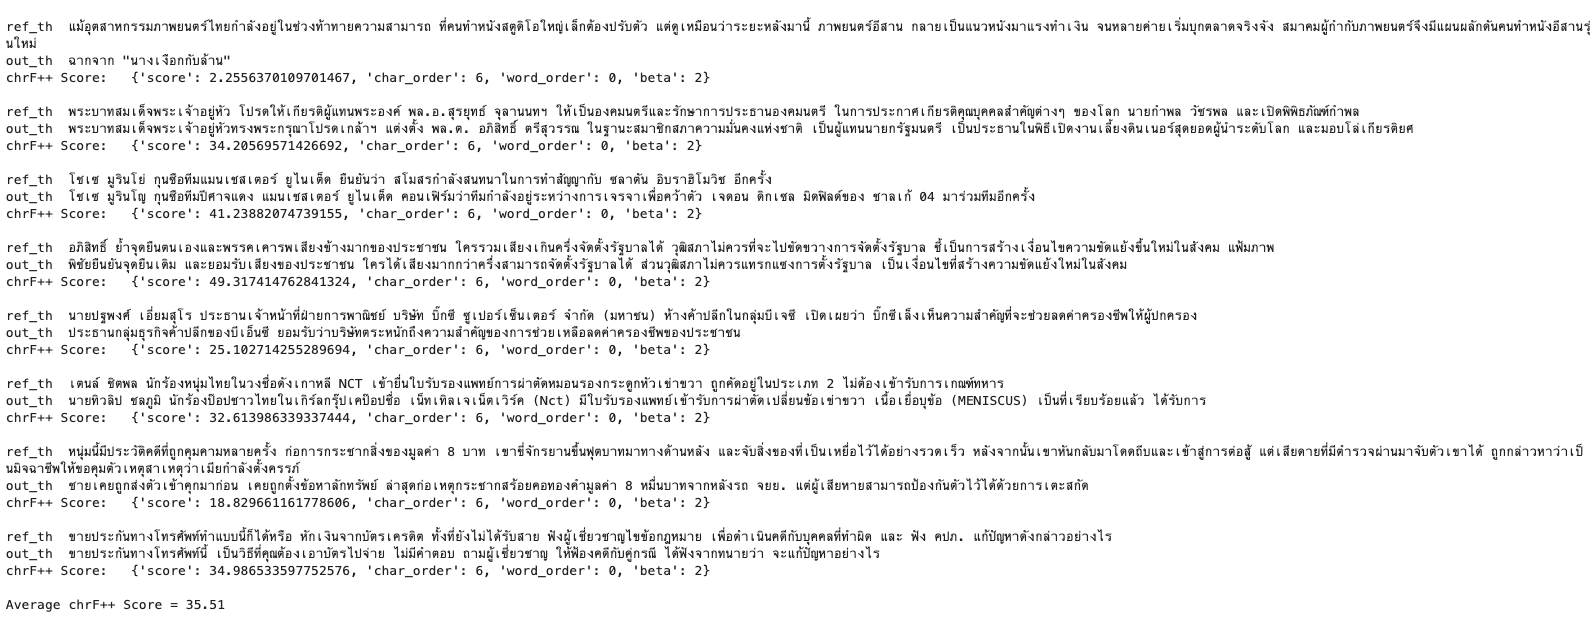 ref_th  แม้อุตสาหกรรมภาพยนตร์ไทยกำลังอยู่ในช่วงท้าทายความสามารถ ที่คนทำหนังสตูดิโอใหญ่เล็กต้องปรับตัว แต่ดูเหมือนว่าระยะหลังมานี้ ภาพยนตร์อีสาน กลายเป็นแนวหนังมาแรงทำเงิน จนหลายค่ายเริ่มบุกตลาดจริงจัง สมาคมผู้กำกับภาพยนตร์จึงมีแผนผลักดันคนทำหนังอีสานรุ่
นใหม่
out_th  ฉากจาก "นางเงือกกับล้าน"
chrF++ Score:   {'score': 2.2556370109701467, 'char_order': 6, 'word_order': 0, 'beta': 2}
ref_th  พระบาทสมเด็จพระเจ้าอยู่หัว โปรดให้เกียรติผู้แทนพระองค์ พล.อ.สุรยุทธ์ จุลานนทฯ ให้เป็นองคมนตรีและรักษาการประธานองคมนตรี ในการประกาศเกียรติคุณบุคคลสำคัญต่างๆ ของโลก นายกำพล วัชรพล และเปิดพิพิธภัณฑ์กำพล
out_th  พระบาทสมเด็จพระเจ้าอยู่หัวทรงพระกรุณาโปรดเกล้าฯ แต่งตั้ง พล.ต. อภิสิทธิ์ ตรีสุวรรณ ในฐานะสมาชิกสภาความมั่นคงแห่งชาติ เป็นผู้แทนนายกรัฐมนตรี เป็นประธานในพิธีเปิดงานเลี้ยงดินเนอร์สุดยอดผู้นำระดับโลก และมอบโล่เกียรติยศ
chrF++ Score:   {'score': 34.20569571426692, 'char_order': 6, 'word_order': 0, 'beta': 2}
ref_th  โชเซ มูรินโย่ กุนซือทีมแมนเชสเตอร์ ยูไนเต็ด ยืนยันว่า สโมสรกำลังสนทนาในการทำสัญญากับ ซลาตัน อิบราฮิโมวิช อีกครั้ง
out_th  โชเซ มูรินโญ กุนซือทีมปีศาจแดง แมนเชสเตอร์ ยูไนเต็ด คอนเฟิร์มว่าทีมกำลังอยู่ระหว่างการเจรจาเพื่อคว้าตัว เจดอน ดิกเซล มิดฟิลด์ของ ชาลเก้ 04 มาร่วมทีมอีกครั้ง
chrF++ Score:   {'score': 41.23882074739155, 'char_order': 6, 'word_order': 0, 'beta': 2}
ref_th  อภิสิทธิ์ ย้ำจุดยืนตนเองและพรรคเคารพเสียงข้างมากของประชาชน ใครรวมเสียงเกินครึ่งจัดตั้งรัฐบาลได้ วุฒิสภาไม่ควรที่จะไปขัดขวางการจัดตั้งรัฐบาล ชี้เป็นการสร้างเงื่อนไขความขัดแย้งขึ้นใหม่ในสังคม แฟ้มภาพ
out_th  พิชัยยืนยันจุดยืนเดิม และยอมรับเสียงของประชาชน ใครได้เสียงมากกว่าครึ่งสามารถจัดตั้งรัฐบาลได้ ส่วนวุฒิสภาไม่ควรแทรกแซงการตั้งรัฐบาล เป็นเงื่อนไขที่สร้างความขัดแย้งใหม่ในสังคม
chrF++ Score:   {'score': 49.317414762841324, 'char_order': 6, 'word_order': 0, 'beta': 2}
ref_th  นายปฐพงศ์ เอี่ยมสุโร ประธานเจ้าหน้าที่ฝ่ายการพาณิชย์ บริษัท บิ๊กซี ซูเปอร์เซ็นเตอร์ จำกัด (มหาชน) ห้างค้าปลีกในกลุ่มบีเจซี เปิดเผยว่า บิ๊กซีเล็งเห็นความสำคัญที่จะช่วยลดค่าครองชีพให้ผู้ปกครอง
out_th  ประธานกลุ่มธุรกิจค้าปลีกของบีเอ็นซี ยอมรับว่าบริษัทตระหนักถึงความสำคัญของการช่วยเหลือลดค่าครองชีพของประชาชน
chrF++ Score:   {'score': 25.102714255289694, 'char_order': 6, 'word_order': 0, 'beta': 2}
ref_th  เตนล์ ชิตพล นักร้องหนุ่มไทยในวงชื่อดังเกาหลี NCT เข้ายื่นใบรับรองแพทย์การผ่าตัดหมอนรองกระดูกหัวเข่าขวา ถูกคัดอยู่ในประเภท 2 ไม่ต้องเข้ารับการเกณฑ์ทหาร
out_th  นายทิวลิป ชลภูมิ นักร้องป๊อปชาวไทยในเกิร์ลกรุ๊ปเคป๊อปชื่อ เน็ทเทิลเจเน็ตเวิร์ค (Nct) มีใบรับรองแพทย์เข้ารับการผ่าตัดเปลี่ยนข้อเข่าขวา เนื้อเยื่อบุข้อ (MENISCUS) เป็นที่เรียบร้อยแล้ว ได้รับการ
chrF++ Score:   {'score': 32.613986339337444, 'char_order': 6, 'word_order': 0, 'beta': 2}
ref_th  หนุ่มนี้มีประวัติคดีที่ถูกคุมคามหลายครั้ง ก่อการกระชากสิ่งของมูลค่า 8 บาท เขาขี่จักรยานขึ้นฟุตบาทมาทางด้านหลัง และจับสิ่งของที่เป็นเหยื่อไว้ได้อย่างรวดเร็ว หลังจากนั้นเขาหันกลับมาโดดถีบและเข้าสู่การต่อสู้ แต่เสียดายที่มีตำรวจผ่านมาจับตัวเขาได้ ถูกกล่าวหาว่าเป็
นมิจฉาชีพให้ขอคุมตัวเหตุสาเหตุว่าเมียกำลังตั้งครรภ์
out_th  ชายเคยถูกส่งตัวเข้าคุกมาก่อน เคยถูกตั้งข้อหาลักทรัพย์ ล่าสุดก่อเหตุกระชากสร้อยคอทองคำมูลค่า 8 หมื่นบาทจากหลังรถ จยย. แต่ผู้เสียหายสามารถป้องกันตัวไว้ได้ด้วยการเตะสกัด
chrF++ Score:   {'score': 18.829661161778606, 'char_order': 6, 'word_order': 0, 'beta': 2}
ref_th  ขายประกันทางโทรศัพท์ทำแบบนี้ก็ได้หรือ หักเงินจากบัตรเครดิต ทั้งที่ยังไม่ได้รับสาย ฟังผู้เชี่ยวชาญไขข้อกฎหมาย เพื่อดำเนินคดีกับบุคคลที่ทำผิด และ ฟัง คปภ. แก้ปัญหาดังกล่าวอย่างไร
out_th  ขายประกันทางโทรศัพท์นี้ เป็นวิธีที่คุณต้องเอาบัตรไปจ่าย ไม่มีคำตอบ ถามผู้เชี่ยวชาญ ให้ฟ้องคดีกับคู่กรณี ได้ฟังจากทนายว่า จะแก้ปัญหาอย่างไร
chrF++ Score:   {'score': 34.986533597752576, 'char_order': 6, 'word_order': 0, 'beta': 2}
Average chrF++ Score = 35.51